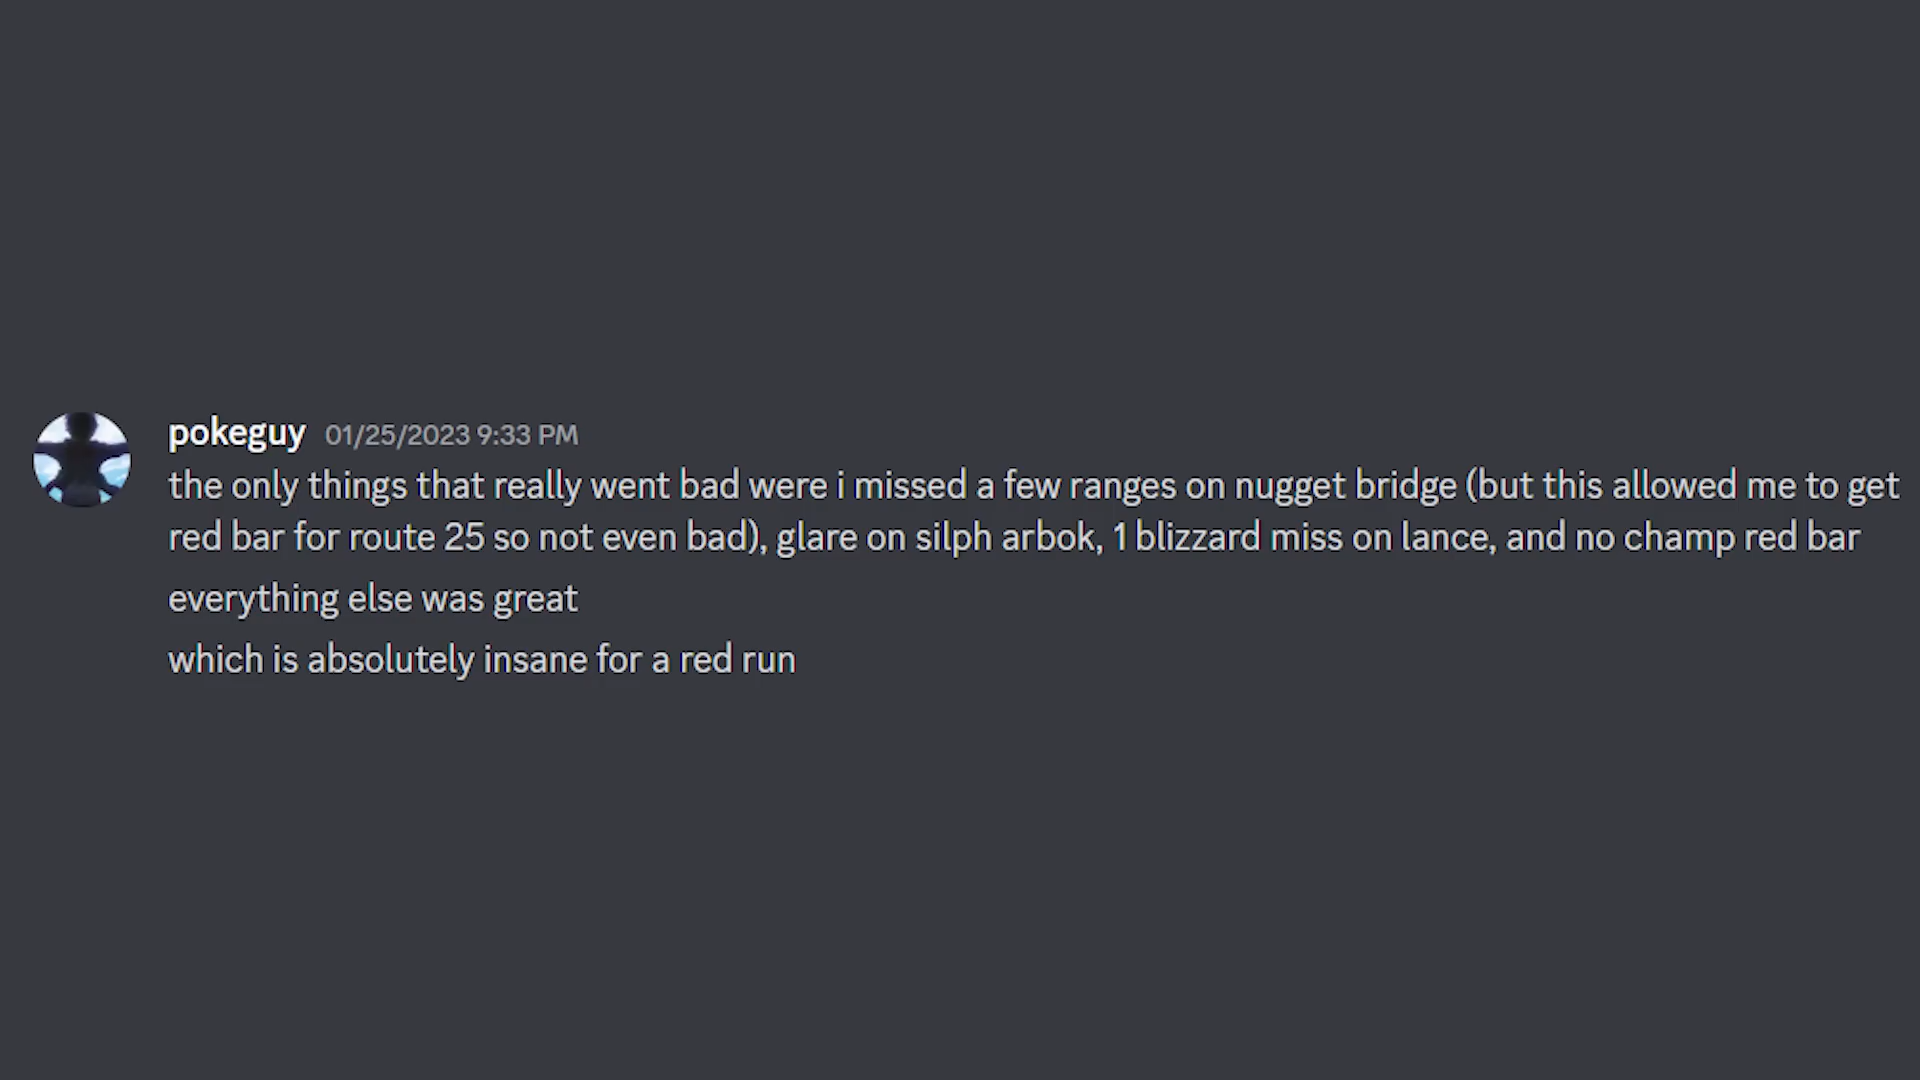 pokeguy 01/25/2023 9:33 PM
the only things that really went bad were i missed a few ranges on nugget bridge (but this allowed me to get
red bar for route 25 so not even bad), glare on silph arbok, 1 blizzard miss on lance, and no champ red bar
everything else was great
which is absolutely insane for a red run